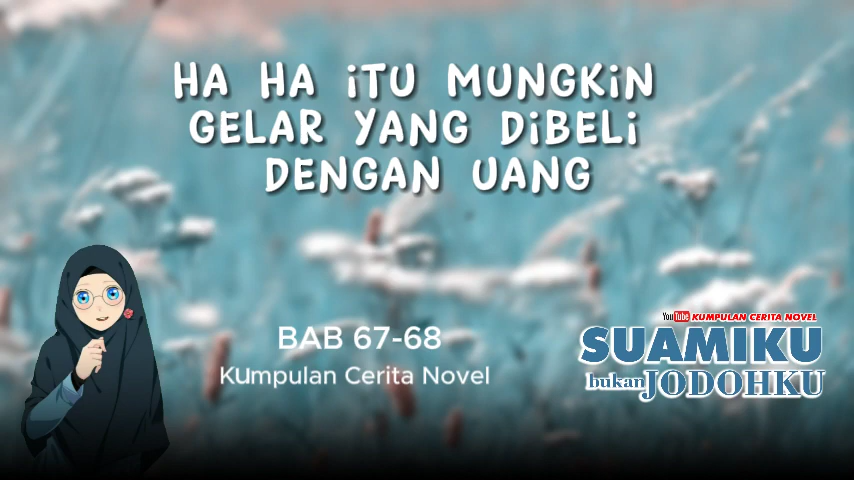 HA HA iTU MUNGKiN
GELAR YANG DiBELi
DENGAN UANG
BAB 67-68
Kumpulan Cerita Novel
YouTube KUMPULAN CERITA NOVEL
SUAMIKU
bukan JODOHKU